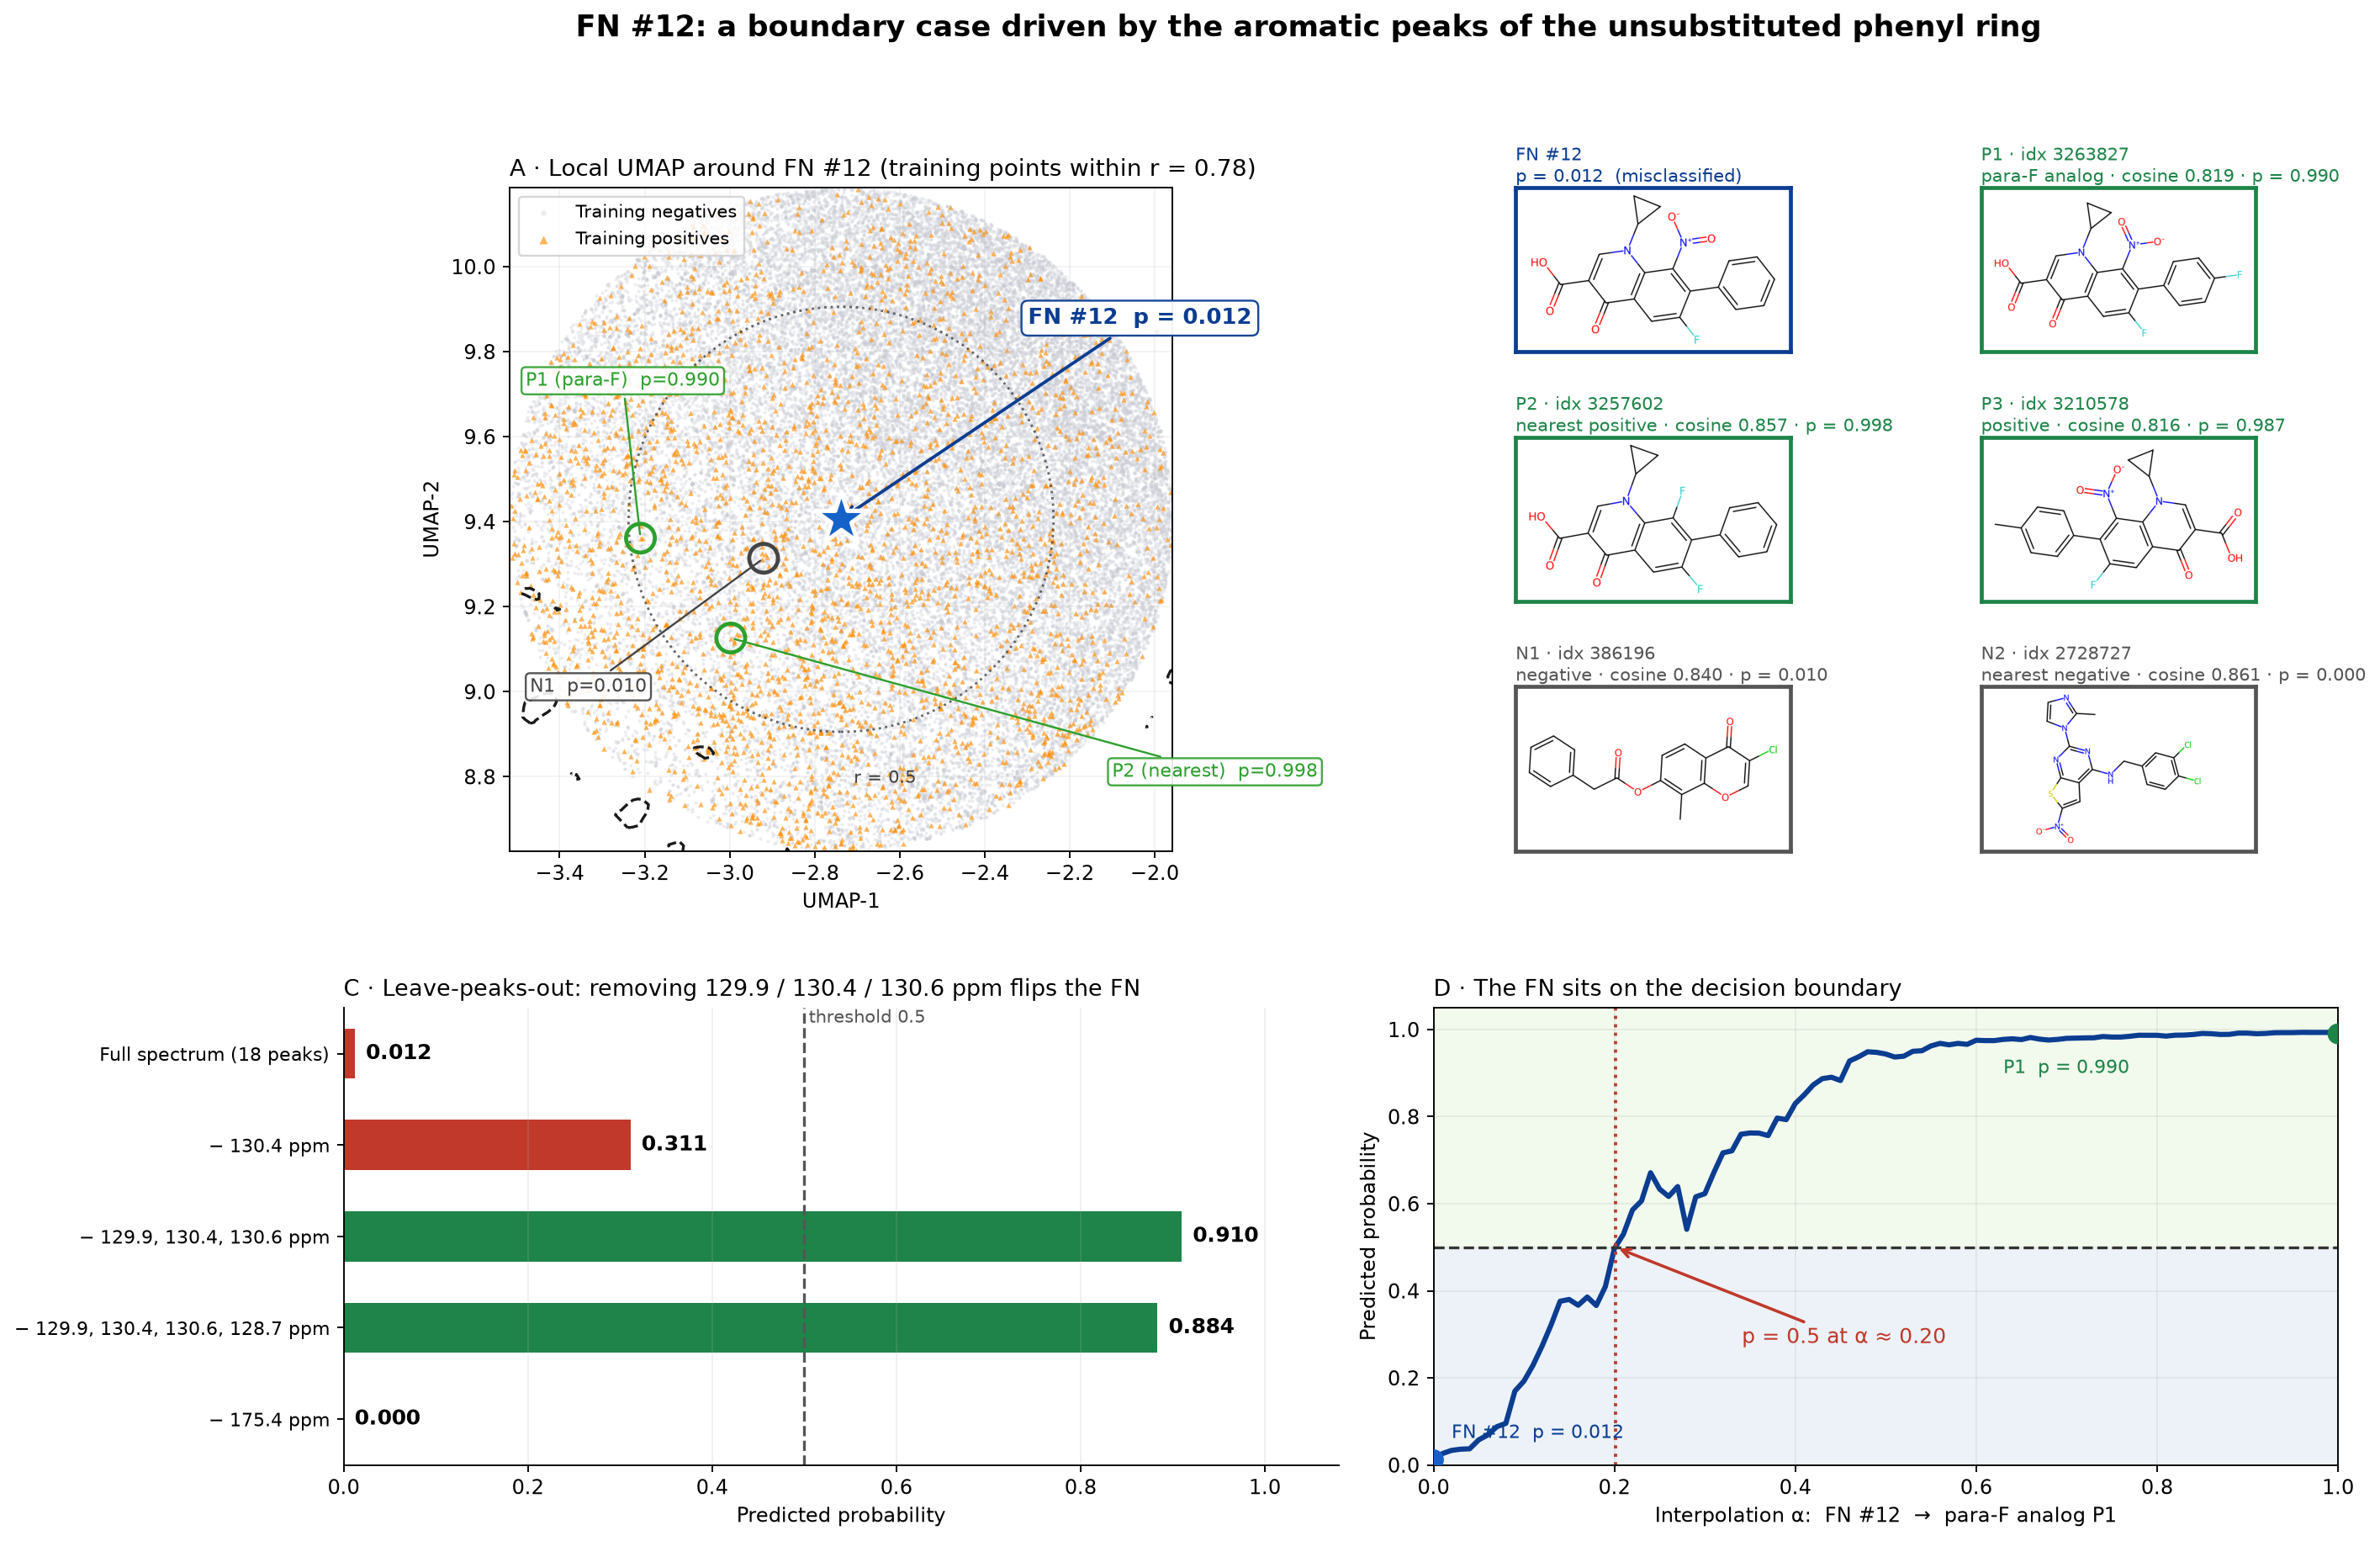 FN #12: a boundary case driven by the aromatic peaks of the unsubstituted phenyl ring
A · Local UMAP around FN #12 (training points within r = 0.78)
Training negatives
Training positives
FN #12  p = 0.012
P1 (para-F)  p=0.990
N1  p=0.010
P2 (nearest)  p=0.998
r = 0.5
10.0
9.8
9.6
9.4
9.2
9.0
8.8
UMAP-2
−3.4
−3.2
−3.0
−2.8
−2.6
−2.4
−2.2
−2.0
UMAP-1
FN #12
p = 0.012  (misclassified)
O⁻
N⁺
O
N
HO
O
O
F
P1 · idx 3263827
para-F analog · cosine 0.819 · p = 0.990
O
N⁺
O⁻
N
HO
O
O
F
F
P2 · idx 3257602
nearest positive · cosine 0.857 · p = 0.998
F
N
HO
O
O
F
P3 · idx 3210578
positive · cosine 0.816 · p = 0.987
O⁻
O
N⁺
N
O
OH
O
F
N1 · idx 386196
negative · cosine 0.840 · p = 0.010
O
Cl
O
O
O
N2 · idx 2728727
nearest negative · cosine 0.861 · p = 0.000
N
N
N
N
N
H
Cl
Cl
S
N⁺
O⁻
O
C · Leave-peaks-out: removing 129.9 / 130.4 / 130.6 ppm flips the FN
threshold 0.5
Full spectrum (18 peaks)
0.012
− 130.4 ppm
0.311
− 129.9, 130.4, 130.6 ppm
0.910
− 129.9, 130.4, 130.6, 128.7 ppm
0.884
− 175.4 ppm
0.000
0.0
0.2
0.4
0.6
0.8
1.0
Predicted probability
D · The FN sits on the decision boundary
1.0
0.8
0.6
0.4
0.2
0.0
Predicted probability
P1  p = 0.990
p = 0.5 at α ≈ 0.20
FN #12  p = 0.012
0.0
0.2
0.4
0.6
0.8
1.0
Interpolation α:  FN #12  →  para-F analog P1